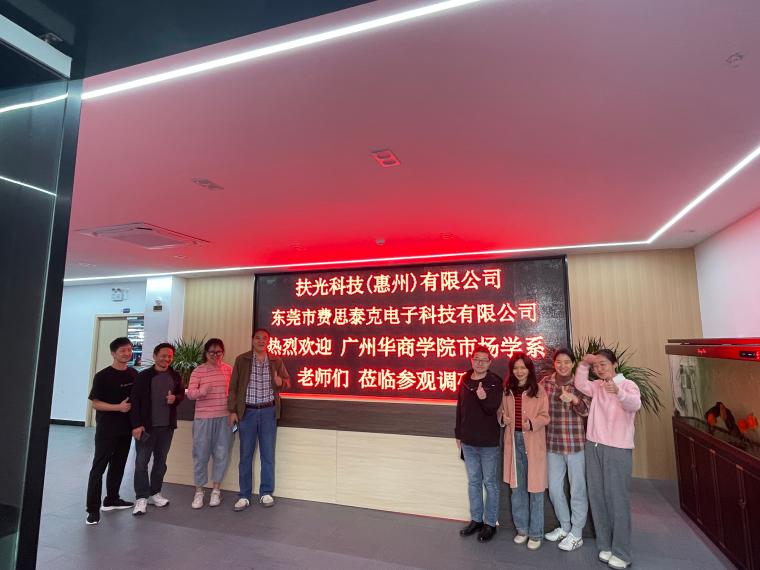 扶光科技(惠州)有限公司
东莞市费思泰克电子科技有限公司
热烈欢迎 广州华商学院市场学系
老师们 莅临参观调